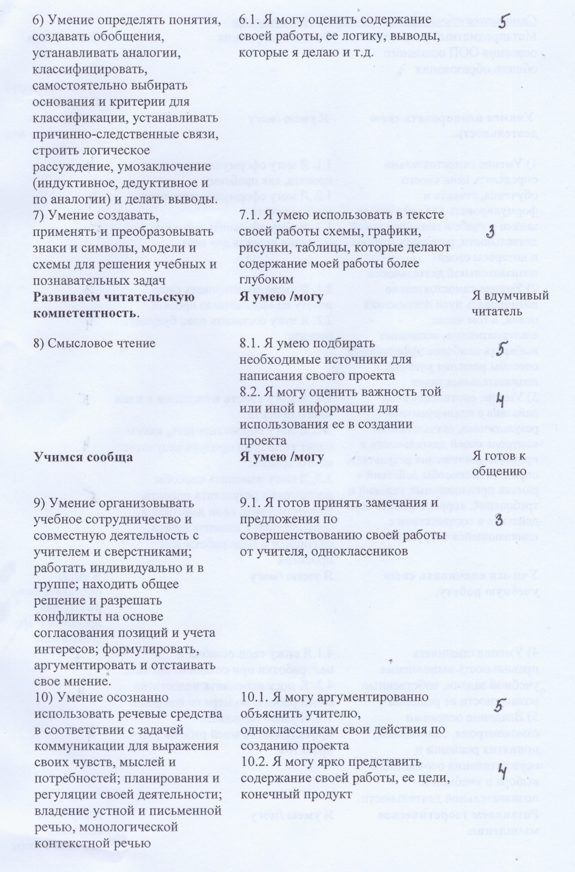 6) Умение определять понятия,
создавать обобщения,
устанавливать аналогии,
классифицировать,
самостоятельно выбирать
основания и критерии для
классификации, устанавливать
причинно-следственные связи,
строить логическое
рассуждение, умозаключение
(индуктивное, дедуктивное и
по аналогии) и делать выводы.
6.1. Я могу оценить содержание
своей работы, ее логику, выводы,
которые я делаю и т.д.
5
7) Умение создавать,
применять и преобразовывать
знаки и символы, модели и
схемы для решения учебных и
познавательных задач
7.1. Я умею использовать в тексте
своей работы схемы, графики,
рисунки, таблицы, которые делают
содержание моей работы более
глубоким
3
Развиваем читательскую
компетентность.
Я умею /могу
Я вдумчивый
читатель
8) Смысловое чтение
8.1. Я умею подбирать
необходимые источники для
написания своего проекта
5
8.2. Я могу оценить важность той
или иной информации для
использования ее в создании
проекта
4
Учимся сообща
Я умею /могу
Я готов к
общению
9) Умение организовывать
учебное сотрудничество и
совместную деятельность с
учителем и сверстниками;
работать индивидуально и в
группе; находить общее
решение и разрешать
конфликты на основе
согласования позиций и учета
интересов; формулировать,
аргументировать и отстаивать
свое мнение.
9.1. Я готов принять замечания и
предложения по
совершенствованию своей работы
от учителя, одноклассников
3
10) Умение осознанно
использовать речевые средства
в соответствии с задачей
коммуникации для выражения
своих чувств, мыслей и
потребностей; планирования и
регуляции своей деятельности;
владение устной и письменной
речью, монологической
контекстной речью
10.1. Я могу аргументированно
объяснить учителю,
одноклассникам свои действия по
созданию проекта
5
10.2. Я могу ярко представить
содержание своей работы, ее цели,
конечный продукт
4